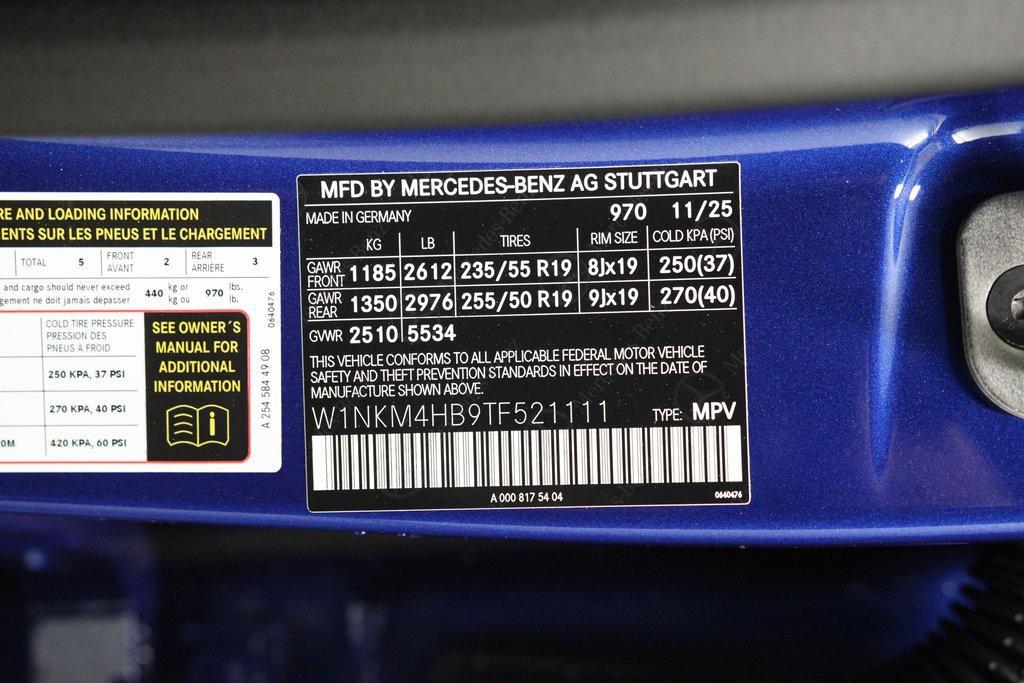 RE AND LOADING INFORMATION
ENTS SUR LES PNEUS ET LE CHARGEMENT
TOTAL 5 FRONT AVANT 2 REAR ARRIÈRE 3
s and cargo should never exceed
gement ne doit jamais dépasser
440 kg or kg ou 970 lbs. lb.
COLD TIRE PRESSURE
PRESSION DES
PNEUS À FROID
250 KPA, 37 PSI
270 KPA, 40 PSI
0M 420 KPA, 60 PSI
SEE OWNER'S
MANUAL FOR
ADDITIONAL
INFORMATION
i
A 254 584 49 08
0640476
MFD BY MERCEDES-BENZ AG STUTTGART
MADE IN GERMANY 970 11/25
KG LB TIRES RIM SIZE COLD KPA (PSI)
GAWR FRONT 1185 2612 235/55 R19 8Jx19 250(37)
GAWR REAR 1350 2976 255/50 R19 9Jx19 270(40)
GVWR 2510 5534
THIS VEHICLE CONFORMS TO ALL APPLICABLE FEDERAL MOTOR VEHICLE
SAFETY AND THEFT PREVENTION STANDARDS IN EFFECT ON THE DATE OF
MANUFACTURE SHOWN ABOVE.
W1NKM4HB9TF521111 TYPE: MPV
A 000 817 54 04 0640476